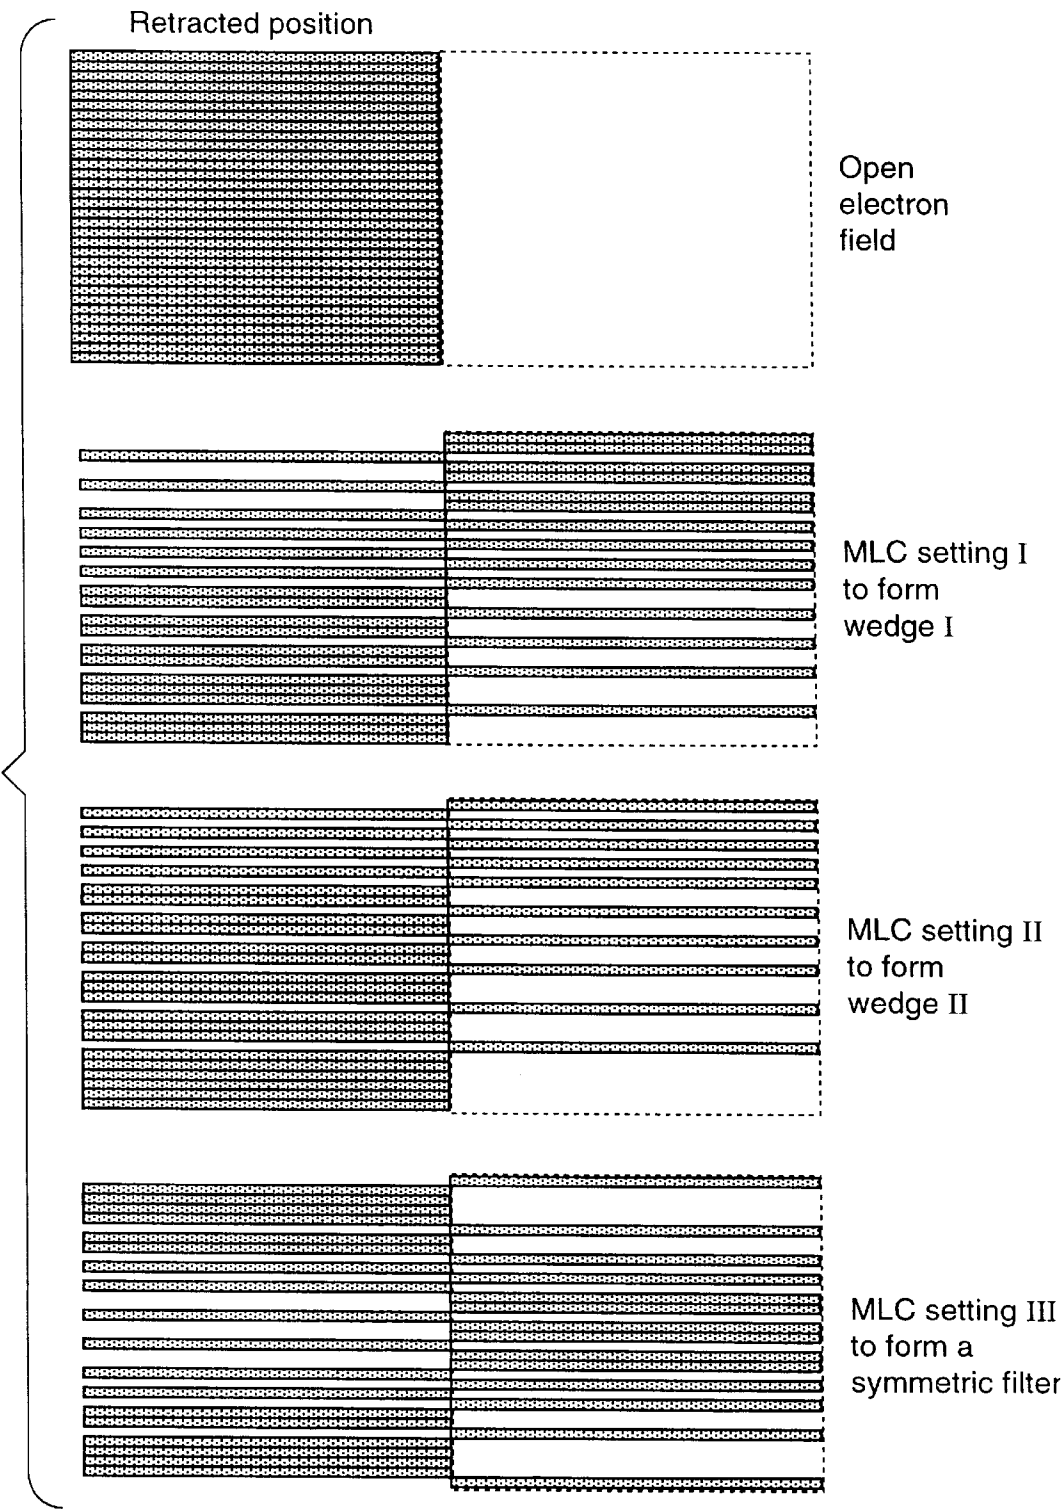 Retracted position
Open
electron
field
MLC setting I
to form
wedge I
MLC setting II
to form
wedge II
MLC setting III
to form a
symmetric filter